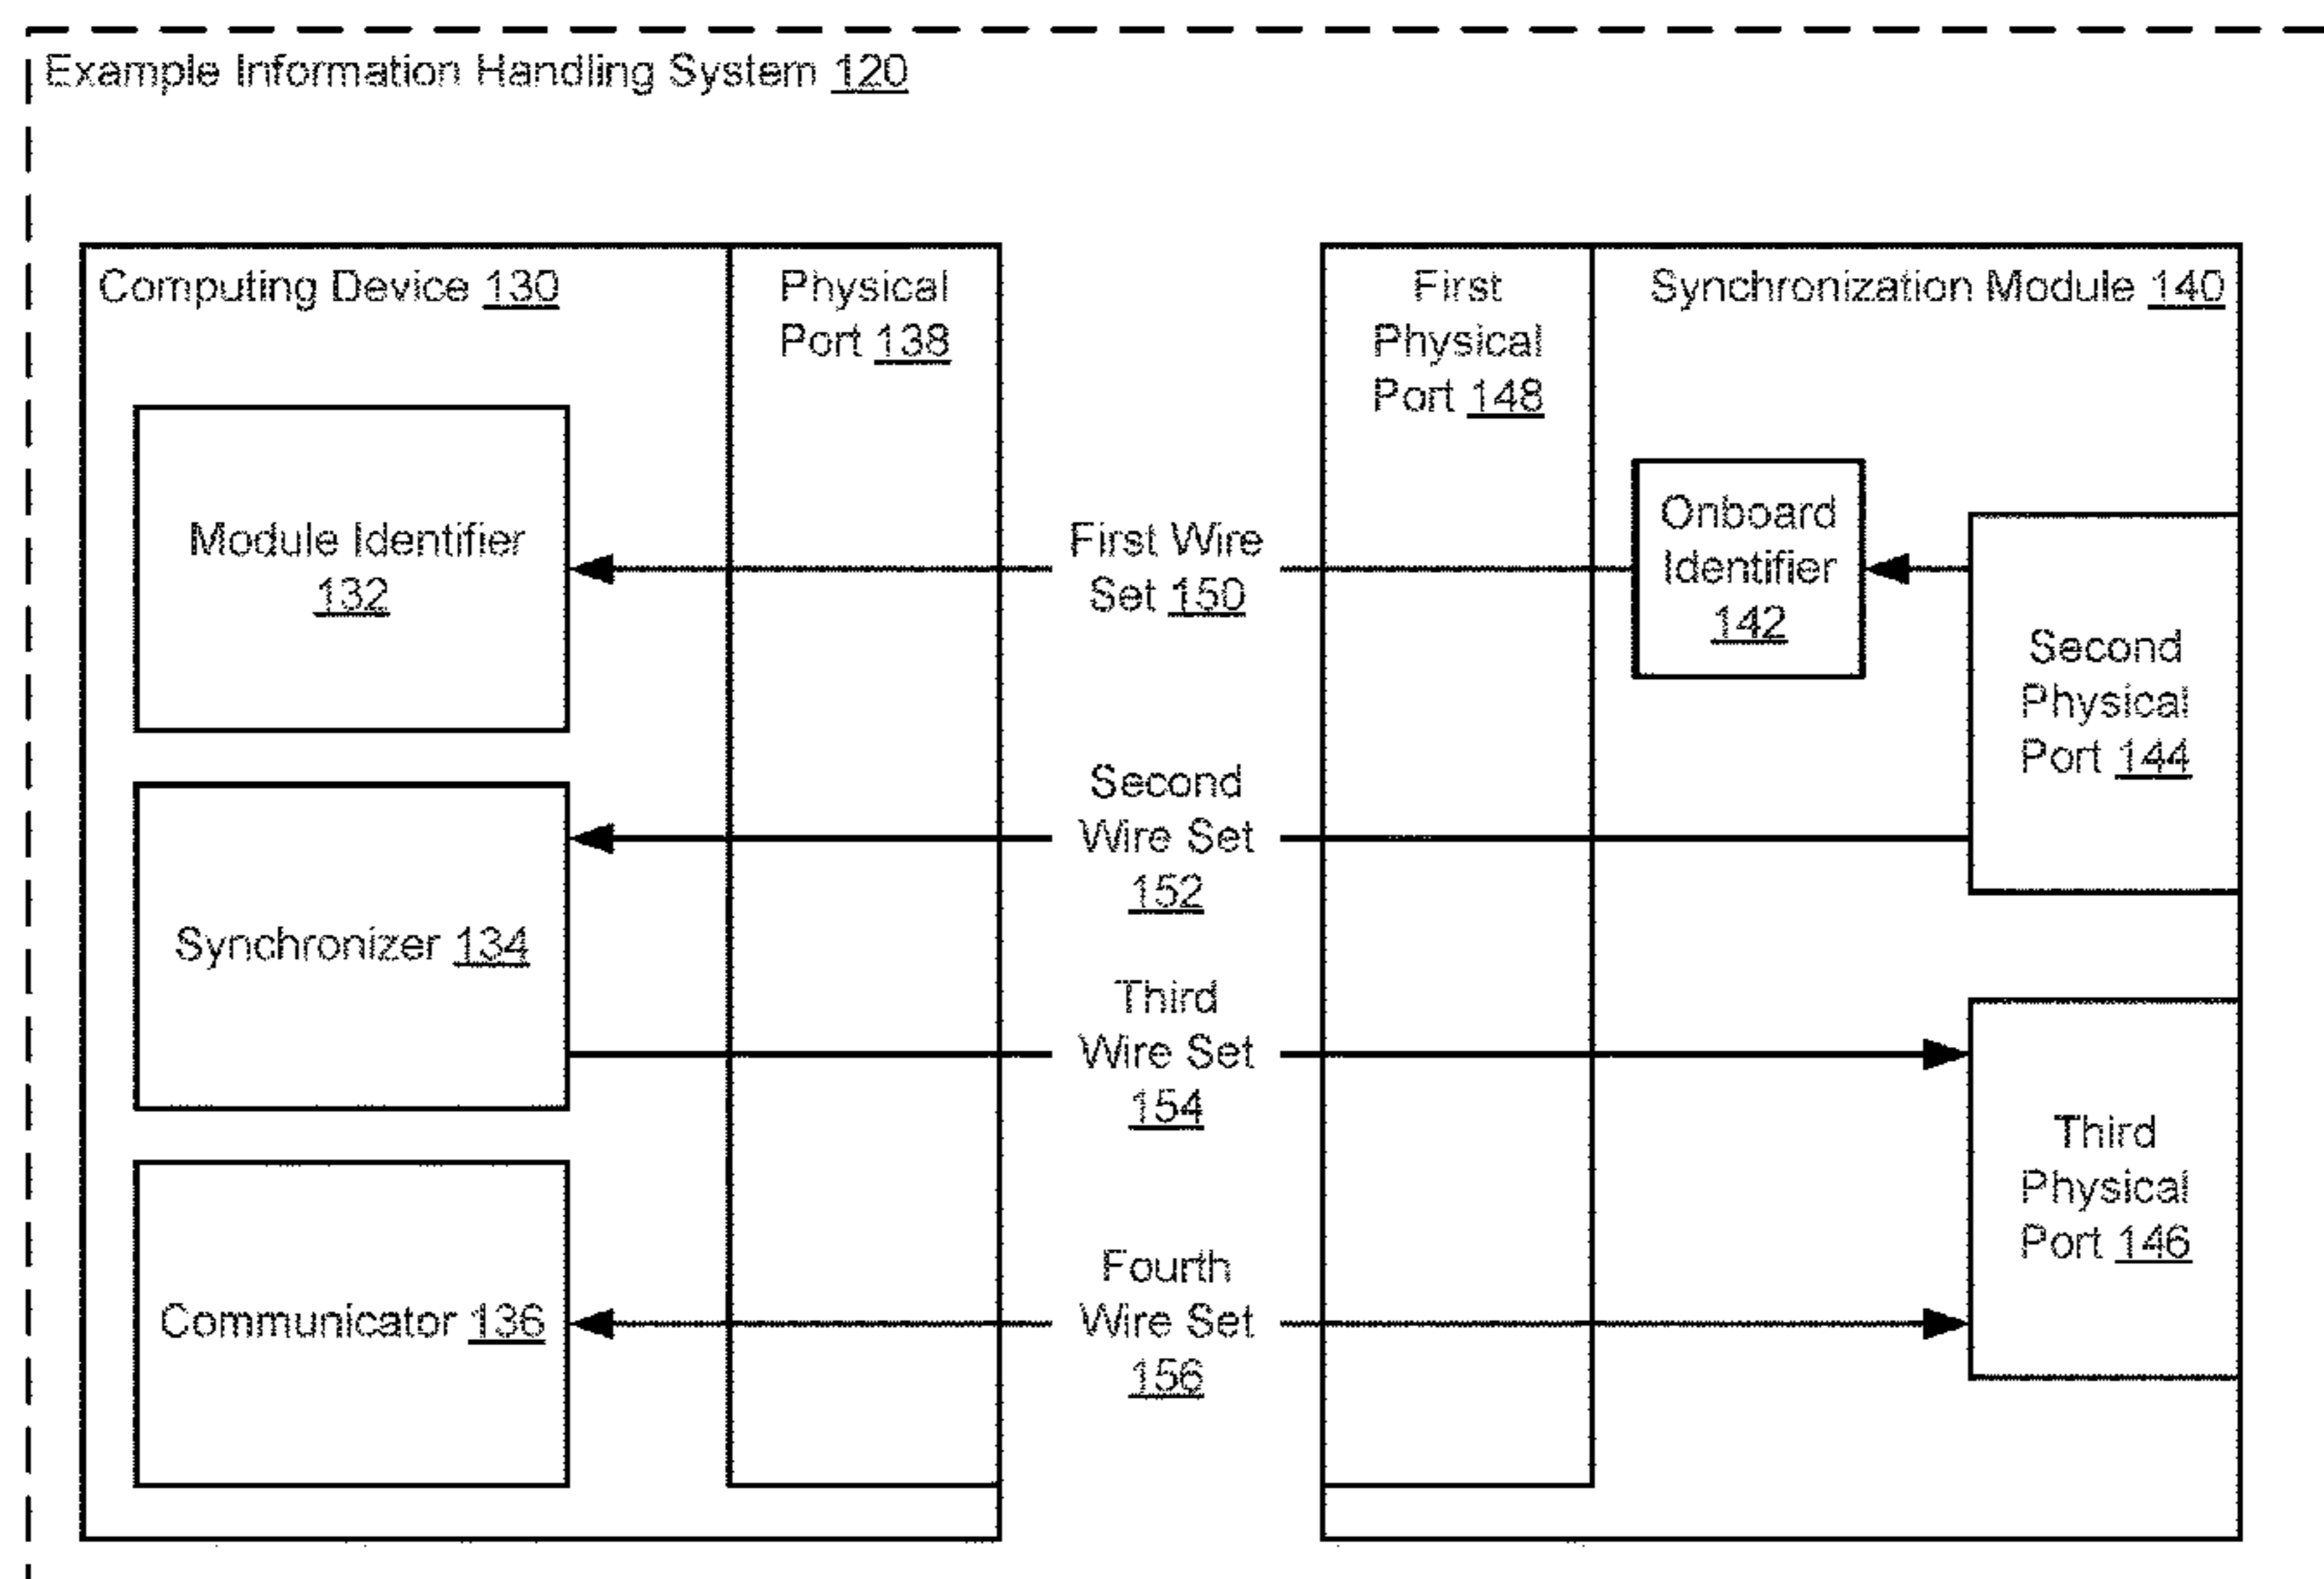 Example Information Handling System 120
Computing Device 130
Physical
Port 138
Module Identifier
132
Synchronizer 134
Communicator 136
First Wire
Set 150
Second
Wire Set
152
Third
Wire Set
154
Fourth
Wire Set
156
First
Physical
Port 148
Synchronization Module 140
Onboard
Identifier
142
Second
Physical
Port 144
Third
Physical
Port 146